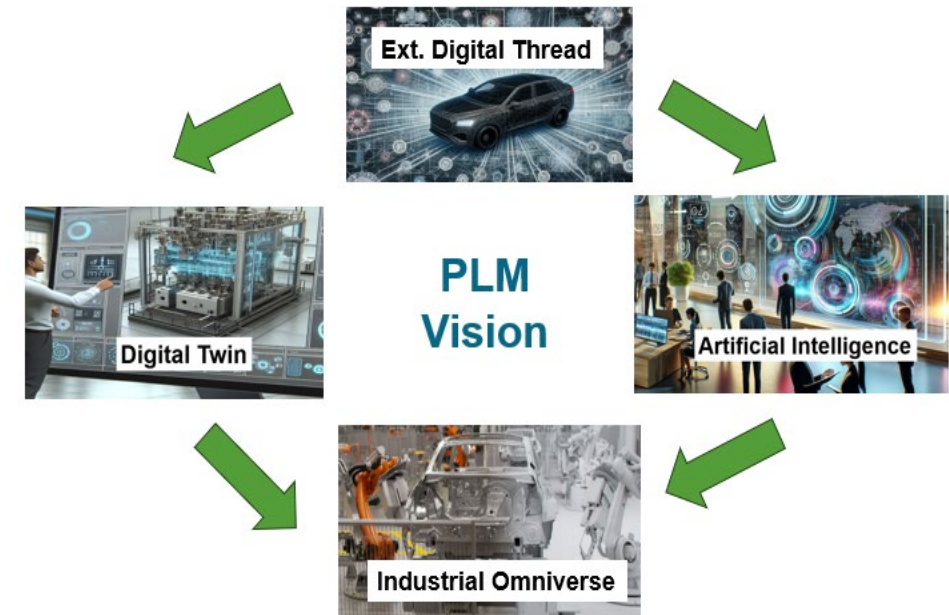 Ext. Digital Thread
PLM
Vision
Digital Twin
Artificial Intelligence
Industrial Omniverse